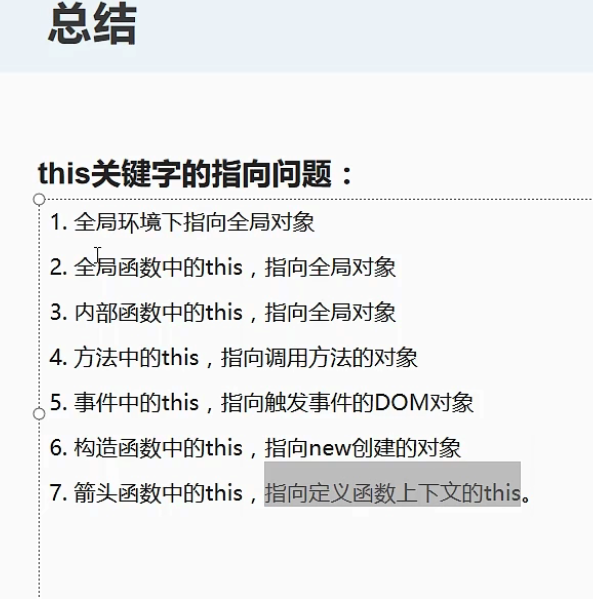 总结
this关键字的指向问题：
1. 全局环境下指向全局对象
2. 全局函数中的this，指向全局对象
3. 内部函数中的this，指向全局对象
4. 方法中的this，指向调用方法的对象
5. 事件中的this，指向触发事件的DOM对象
6. 构造函数中的this，指向new创建的对象
7. 箭头函数中的this，指向定义函数上下文的this。